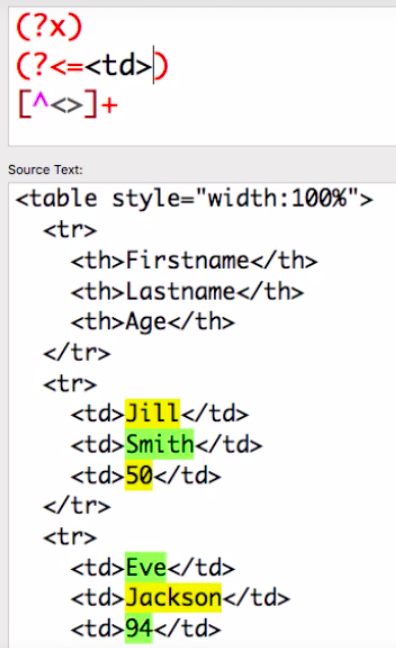 (?x)
(?<=<td>)
[^<>]+
Source Text:
<table style="width:100%">
<tr>
<th>Firstname</th>
<th>Lastname</th>
<th>Age</th>
</tr>
<tr>
<td>Jill</td>
<td>Smith</td>
<td>50</td>
</tr>
<tr>
<td>Eve</td>
<td>Jackson</td>
<td>94</td>